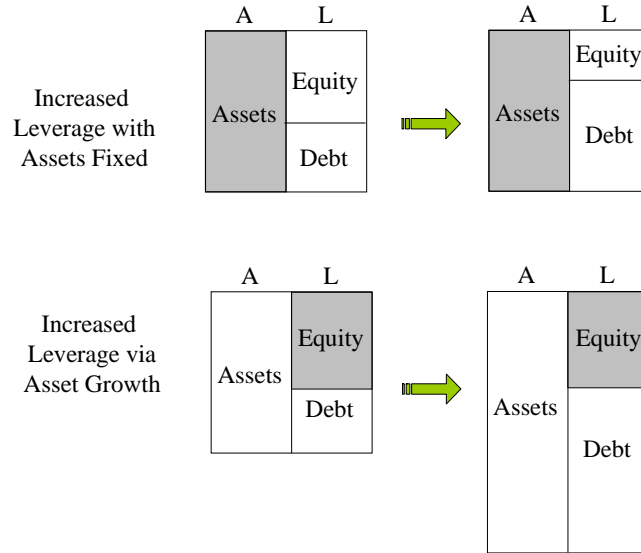 A L A L
Increased
Leverage with
Assets Fixed
Assets Equity Debt
Assets Equity Debt
A L A L
Increased
Leverage via
Asset Growth
Assets Equity Debt
Assets Equity Debt